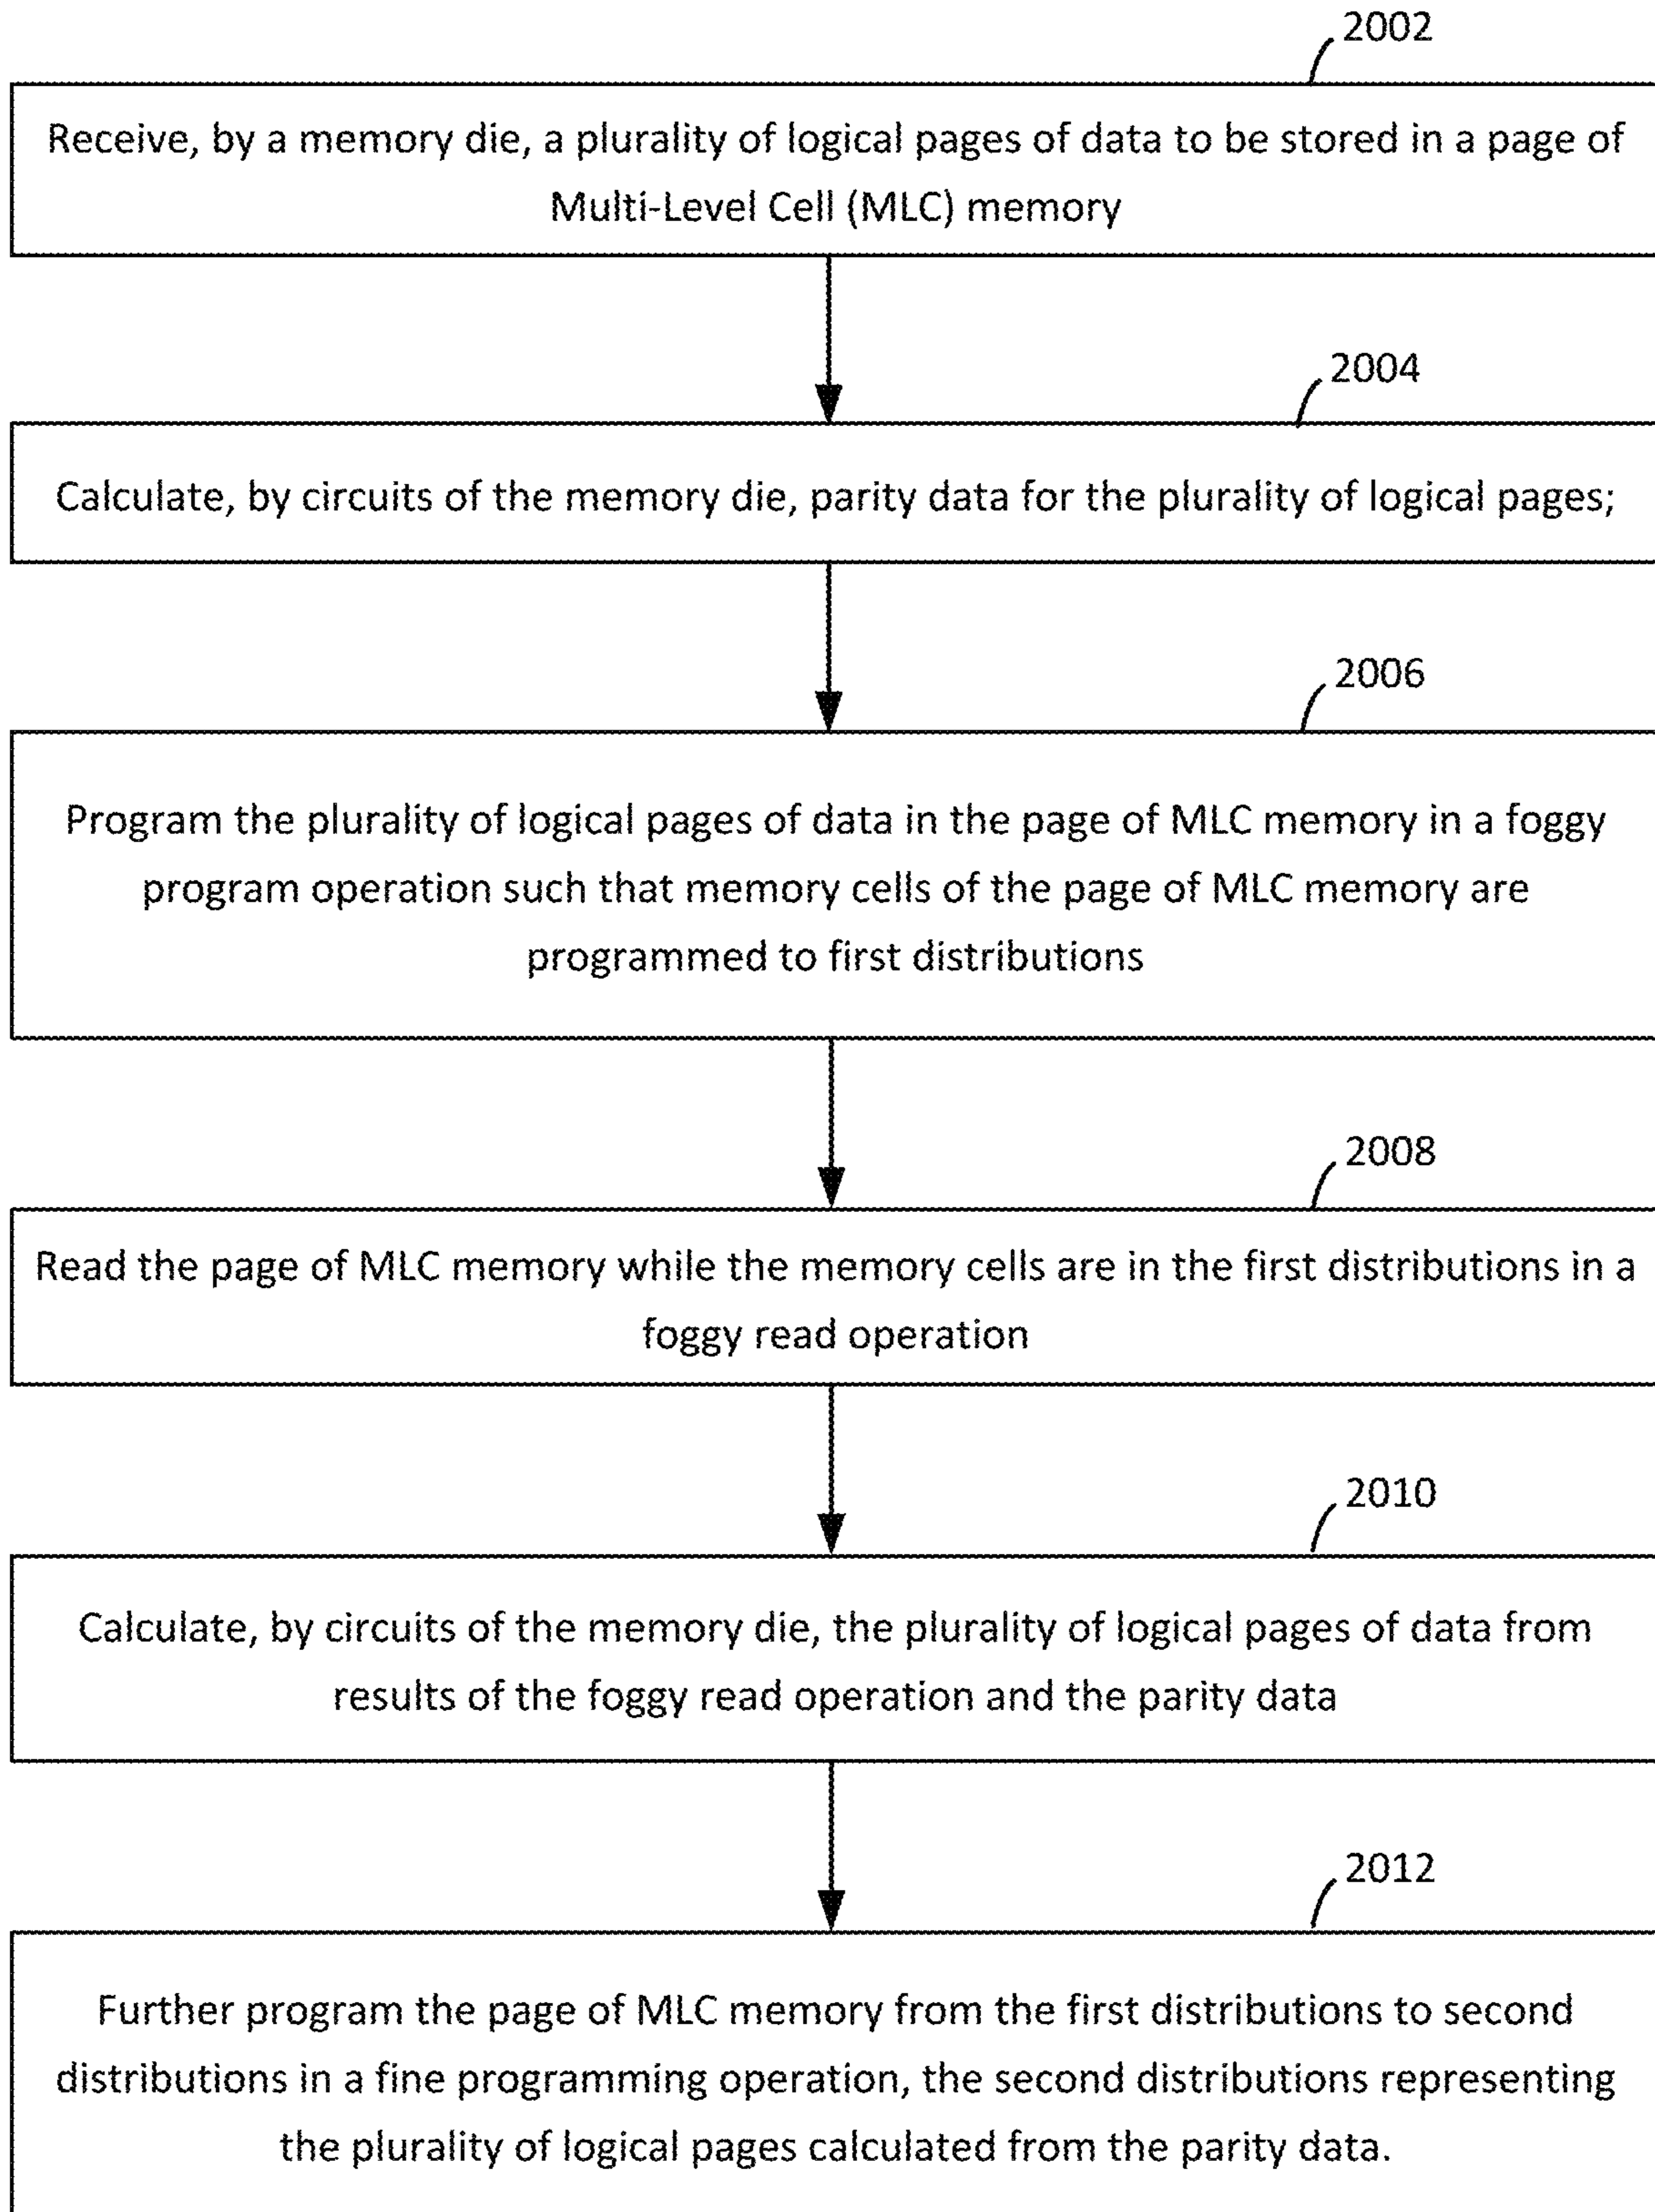 2002
Receive, by a memory die, a plurality of logical pages of data to be stored in a page of
Multi-Level Cell (MLC) memory
2004
Calculate, by circuits of the memory die, parity data for the plurality of logical pages;
2006
Program the plurality of logical pages of data in the page of MLC memory in a foggy
program operation such that memory cells of the page of MLC memory are
programmed to first distributions
2008
Read the page of MLC memory while the memory cells are in the first distributions in a
foggy read operation
2010
Calculate, by circuits of the memory die, the plurality of logical pages of data from
results of the foggy read operation and the parity data
2012
Further program the page of MLC memory from the first distributions to second
distributions in a fine programming operation, the second distributions representing
the plurality of logical pages calculated from the parity data.